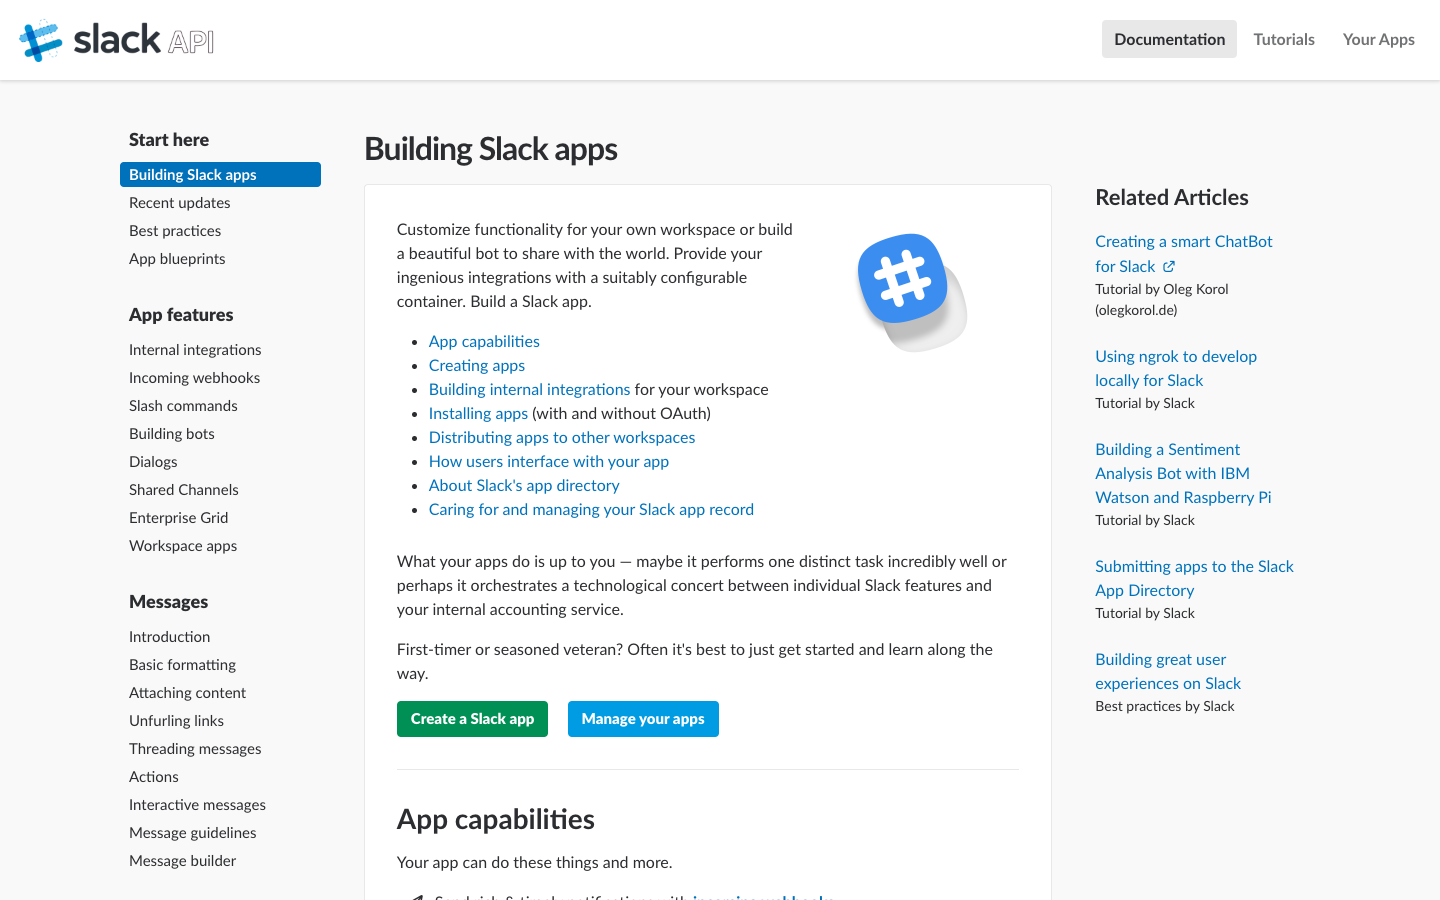 slack API
Documentation
Tutorials
Your Apps
Start here
Building Slack apps
Recent updates
Best practices
App blueprints
App features
Internal integrations
Incoming webhooks
Slash commands
Building bots
Dialogs
Shared Channels
Enterprise Grid
Workspace apps
Messages
Introduction
Basic formatting
Attaching content
Unfurling links
Threading messages
Actions
Interactive messages
Message guidelines
Message builder
Building Slack apps
Customize functionality for your own workspace or build
a beautiful bot to share with the world. Provide your
ingenious integrations with a suitably configurable
container. Build a Slack app.
App capabilities
Creating apps
Building internal integrations for your workspace
Installing apps (with and without OAuth)
Distributing apps to other workspaces
How users interface with your app
About Slack's app directory
Caring for and managing your Slack app record
What your apps do is up to you — maybe it performs one distinct task incredibly well or
perhaps it orchestrates a technological concert between individual Slack features and
your internal accounting service.
First-timer or seasoned veteran? Often it's best to just get started and learn along the
way.
Create a Slack app
Manage your apps
App capabilities
Your app can do these things and more.
Related Articles
Creating a smart ChatBot
for Slack
Tutorial by Oleg Korol
(olegkorol.de)
Using ngrok to develop
locally for Slack
Tutorial by Slack
Building a Sentiment
Analysis Bot with IBM
Watson and Raspberry Pi
Tutorial by Slack
Submitting apps to the Slack
App Directory
Tutorial by Slack
Building great user
experiences on Slack
Best practices by Slack